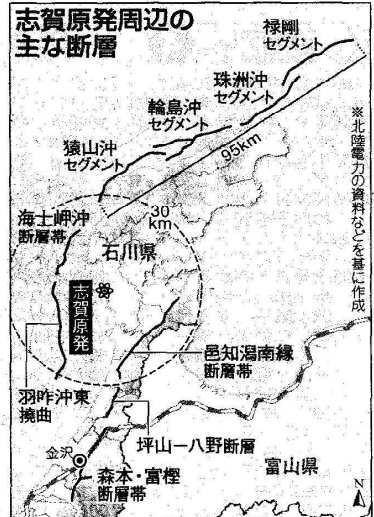 志賀原発周辺の
主な断層
禄剛
セグメント
珠洲沖
セグメント
輪島沖
セグメント
猿山沖
セグメント
95km
※北陸電力の資料などを基に作成
海士岬沖
断層帯
30
km
石川県
志賀原発
羽咋沖東
撓曲
邑知潟南縁
断層帯
坪山ー八野断層
金沢
森本・富樫
断層帯
富山県
N